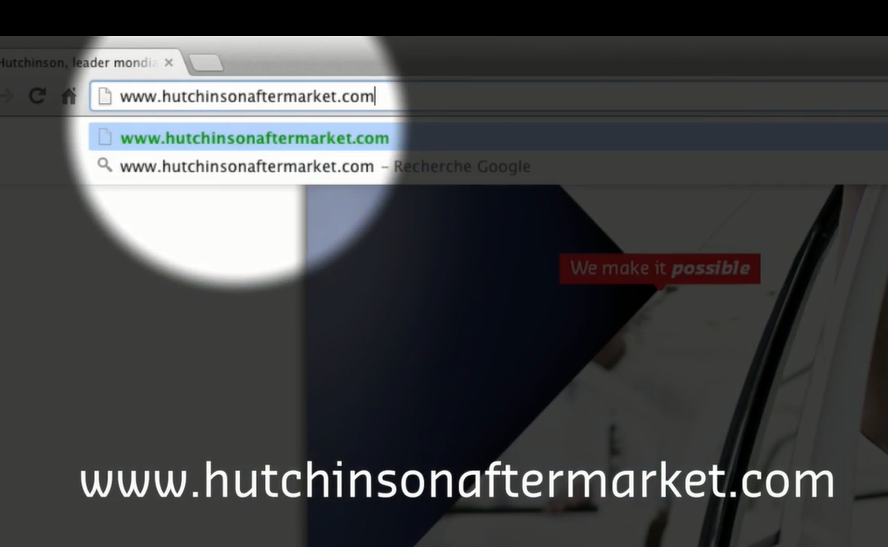 Hutchinson, leader mondia
www.hutchinsonaftermarket.com
www.hutchinsonaftermarket.com
www.hutchinsonaftermarket.com – Recherche Google
We make it possible
www.hutchinsonaftermarket.com